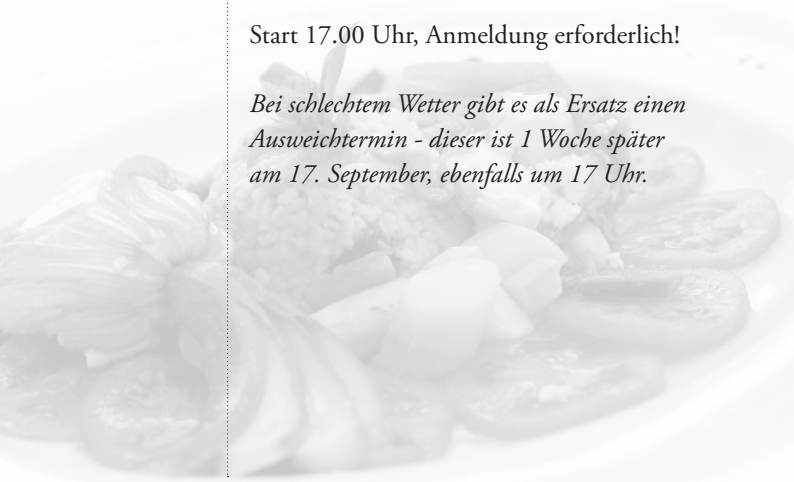 Start 17.00 Uhr, Anmeldung erforderlich!
Bei schlechtem Wetter gibt es als Ersatz einen
Ausweichtermin - dieser ist 1 Woche später
am 17. September, ebenfalls um 17 Uhr.